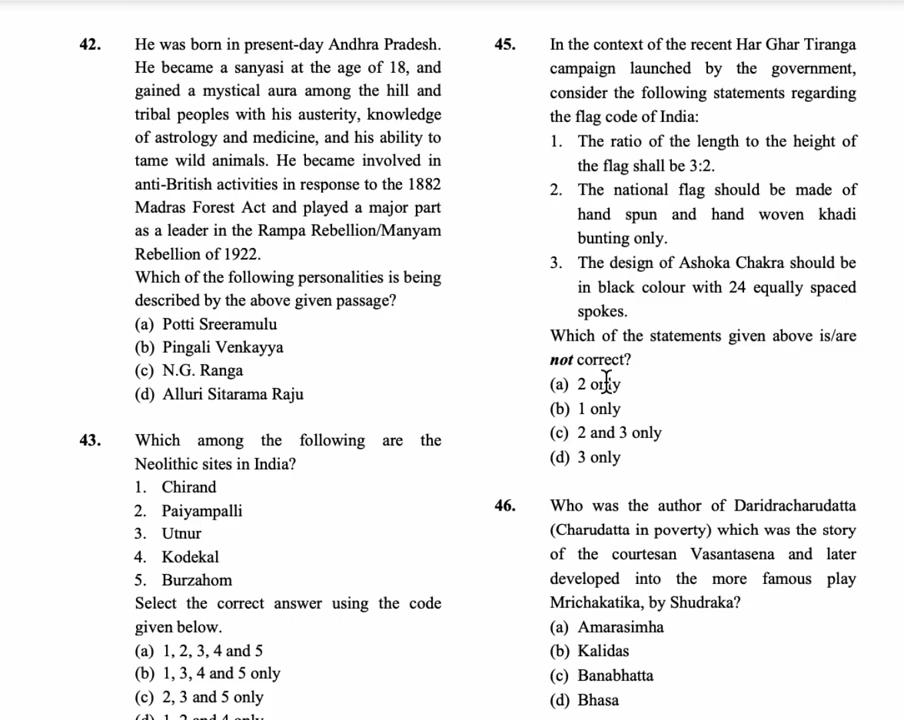 42. He was born in present-day Andhra Pradesh.
He became a sanyasi at the age of 18, and
gained a mystical aura among the hill and
tribal peoples with his austerity, knowledge
of astrology and medicine, and his ability to
tame wild animals. He became involved in
anti-British activities in response to the 1882
Madras Forest Act and played a major part
as a leader in the Rampa Rebellion/Manyam
Rebellion of 1922.
Which of the following personalities is being
described by the above given passage?
(a) Potti Sreeramulu
(b) Pingali Venkayya
(c) N.G. Ranga
(d) Alluri Sitarama Raju
43. Which among the following are the
Neolithic sites in India?
1. Chirand
2. Paiyampalli
3. Utnur
4. Kodekal
5. Burzahom
Select the correct answer using the code
given below.
(a) 1, 2, 3, 4 and 5
(b) 1, 3, 4 and 5 only
(c) 2, 3 and 5 only
(d) 1, 2 and 4 only
45. In the context of the recent Har Ghar Tiranga
campaign launched by the government,
consider the following statements regarding
the flag code of India:
1. The ratio of the length to the height of
the flag shall be 3:2.
2. The national flag should be made of
hand spun and hand woven khadi
bunting only.
3. The design of Ashoka Chakra should be
in black colour with 24 equally spaced
spokes.
Which of the statements given above is/are
not correct?
(a) 2 only
(b) 1 only
(c) 2 and 3 only
(d) 3 only
46. Who was the author of Daridracharudatta
(Charudatta in poverty) which was the story
of the courtesan Vasantasena and later
developed into the more famous play
Mrichakatika, by Shudraka?
(a) Amarasimha
(b) Kalidas
(c) Banabhatta
(d) Bhasa